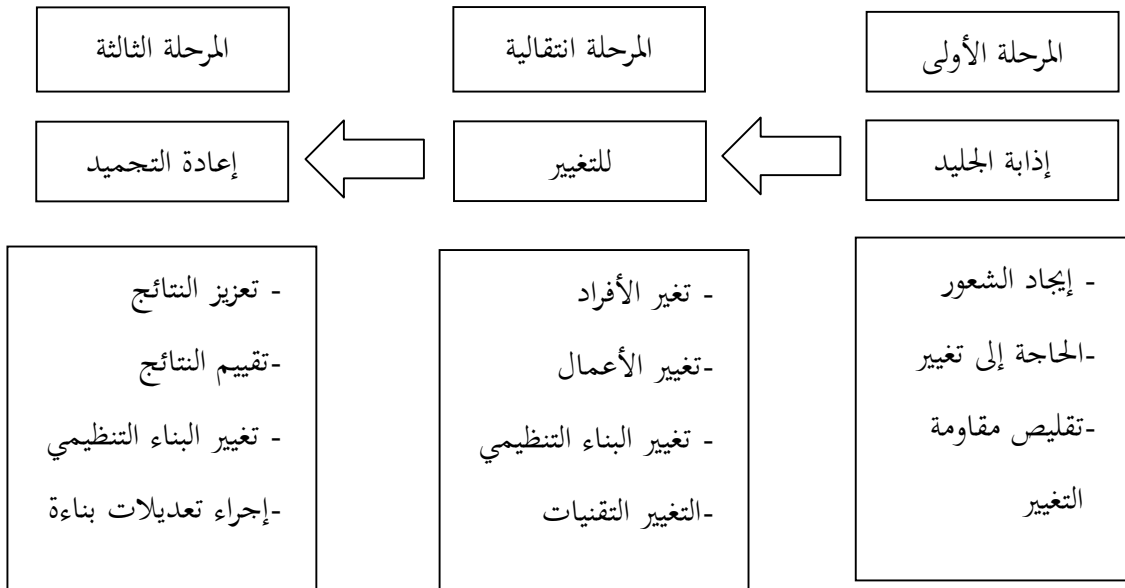 المرحلة الأولى
المرحلة انتقالية
المرحلة الثالثة
إذابة الجليد
للتغيير
إعادة التجميد
- إيجاد الشعور
-الحاجة إلى تغيير
-تقليص مقاومة
التغيير
- تغير الأفراد
-تغيير الأعمال
- تغيير البناء التنظيمي
-التغيير التقنيات
- تعزيز النتائج
-تقييم النتائج
- تغيير البناء التنظيمي
-إجراء تعديلات بناءة